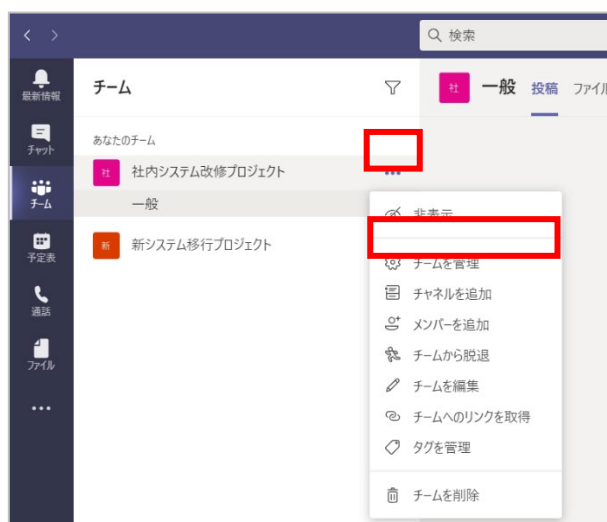 検索
最新情報
チーム
社 一般 投稿 ファイル
あなたのチーム
チャット
社 社内システム改修プロジェクト
一般
非表示
チーム
新 新システム移行プロジェクト
予定表
チームを管理
チャネルを追加
通話
メンバーを追加
チームから脱退
ファイル
チームを編集
チームへのリンクを取得
タグを管理
チームを削除